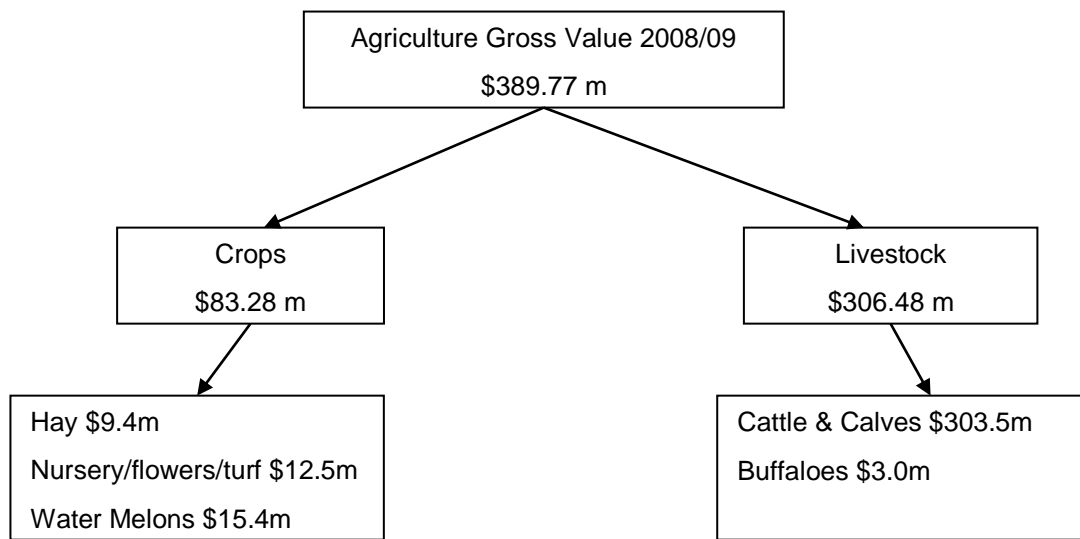 Agriculture Gross Value 2008/09
$389.77 m
Crops
$83.28 m
Livestock
$306.48 m
Hay $9.4m
Nursery/flowers/turf $12.5m
Water Melons $15.4m
Cattle & Calves $303.5m
Buffaloes $3.0m